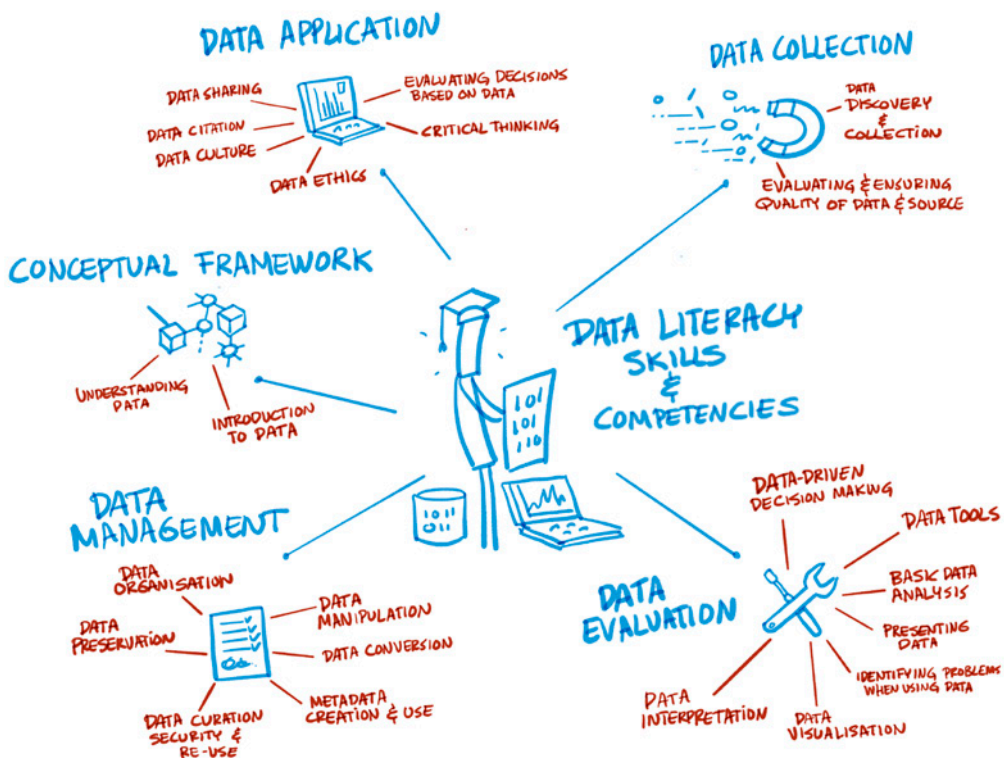 DATA APPLICATION
DATA SHARING
DATA CITATION
DATA CULTURE
DATA ETHICS
EVALUATING DECISIONS
BASED ON DATA
CRITICAL THINKING
DATA COLLECTION
DATA
DISCOVERY
&
COLLECTION
EVALUATING & ENSURING
QUALITY OF DATA & SOURCE
CONCEPTUAL FRAMEWORK
UNDERSTANDING
DATA
INTRODUCTION
TO DATA
DATA LITERACY
SKILLS
&
COMPETENCIES
101
101
110
1011
011
DATA
MANAGEMENT
DATA
ORGANISATION
DATA
PRESERVATION
DATA CURATION
SECURITY &
RE-USE
DATA
MANIPULATION
DATA CONVERSION
METADATA
CREATION & USE
DATA
EVALUATION
DATA-DRIVEN
DECISION MAKING
DATA TOOLS
BASIC DATA
ANALYSIS
PRESENTING
DATA
IDENTIFYING PROBLEMS
WHEN USING DATA
DATA
VISUALISATION
DATA
INTERPRETATION